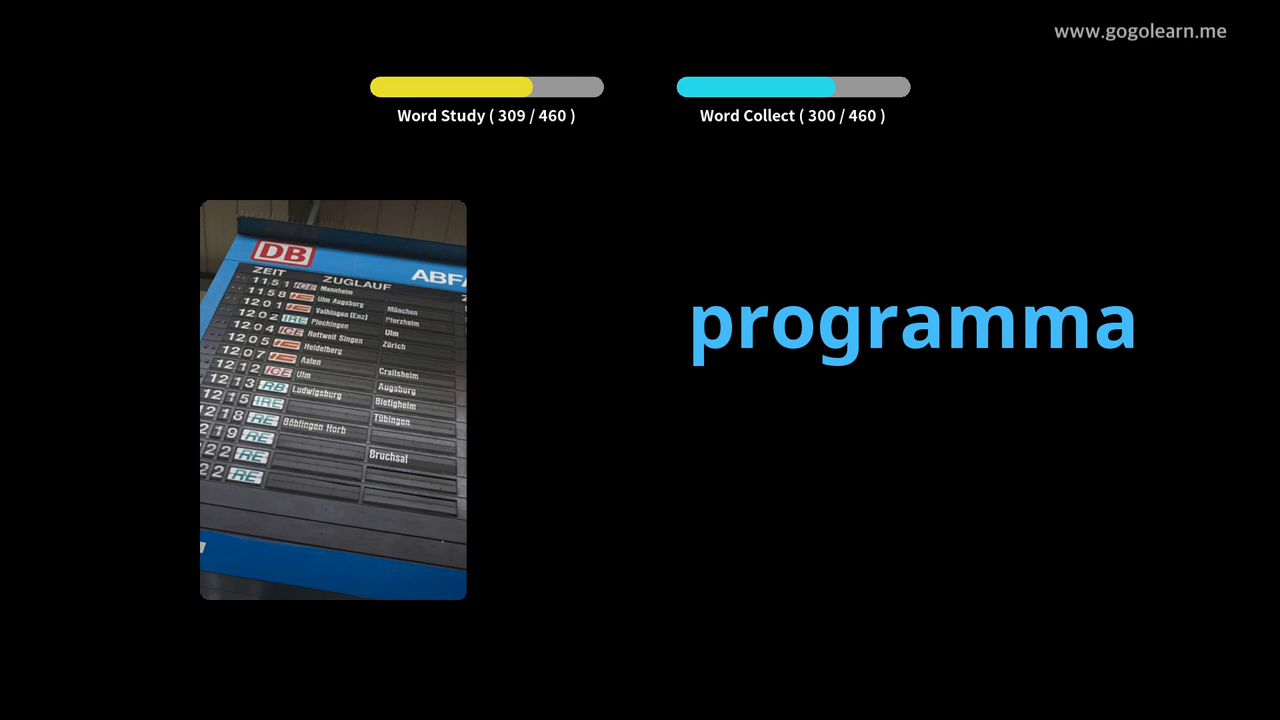 www.gogolearn.me
Word Study ( 309 / 460 )
Word Collect ( 300 / 460 )
programma
DB
ZEIT ZUGLAUF ABFA
1151 ICE Mannheim
1158 Ulm Augsburg München
1201 Vaihingen (Enz) Pforzheim
1202 IRE Plochingen Ulm
1204 ICE Rottweil Singen Zürich
1205 Heidelberg
1207 Aalen Crailsheim
1212 ICE Ulm Augsburg
1213 RB Ludwigsburg Bietigheim
1215 IRE Tübingen
1218 RE Böblingen Horb
219 RE
22 RE Bruchsal
22 RE